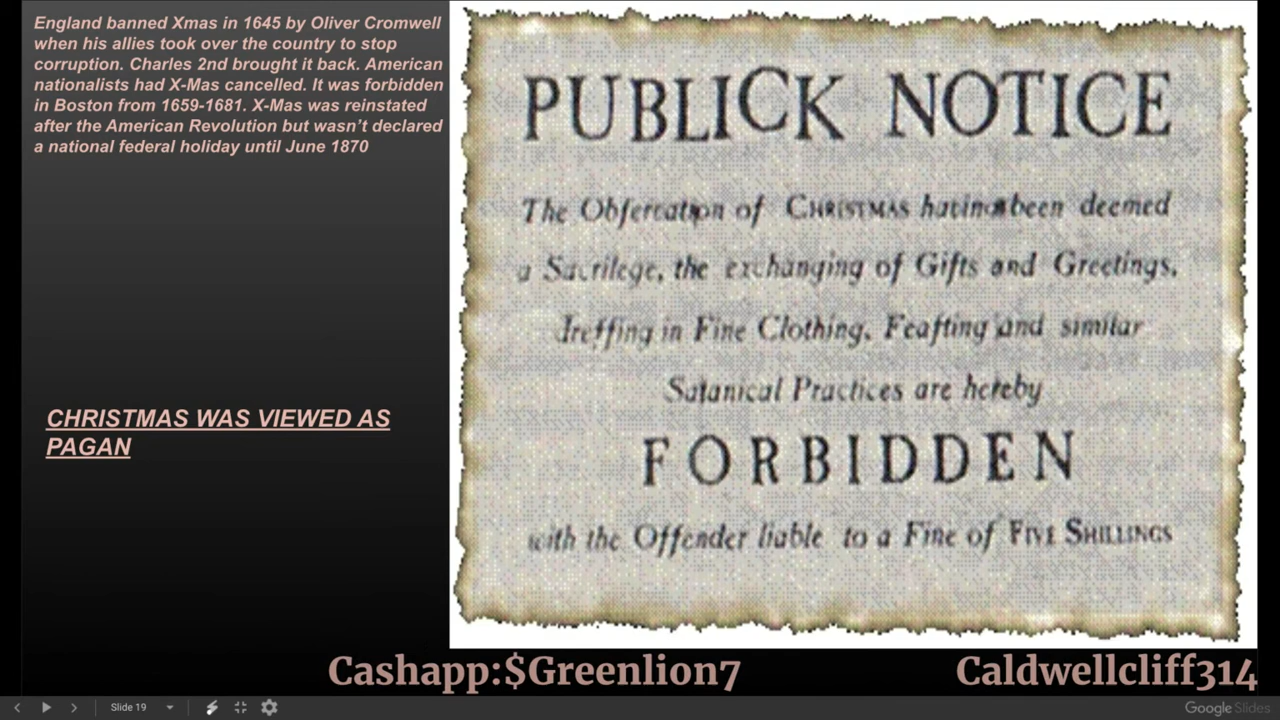 England banned Xmas in 1645 by Oliver Cromwell
when his allies took over the country to stop
corruption. Charles 2nd brought it back. American
nationalists had X-Mas cancelled. It was forbidden
in Boston from 1659-1681. X-Mas was reinstated
after the American Revolution but wasn't declared
a national federal holiday until June 1870
CHRISTMAS WAS VIEWED AS
PAGAN
PUBLICK NOTICE
The Obſervation of CHRISTMAS having been deemed
a Sacrilege, the exchanging of Gifts and Greetings,
dreſſing in Fine Clothing, Feaſting and similar
Satanical Practices are hereby
FORBIDDEN
with the Offender liable to a Fine of FIVE SHILLINGS
Cashapp:$Greenlion7
Caldwellcliff314
Slide 19
Google Slides